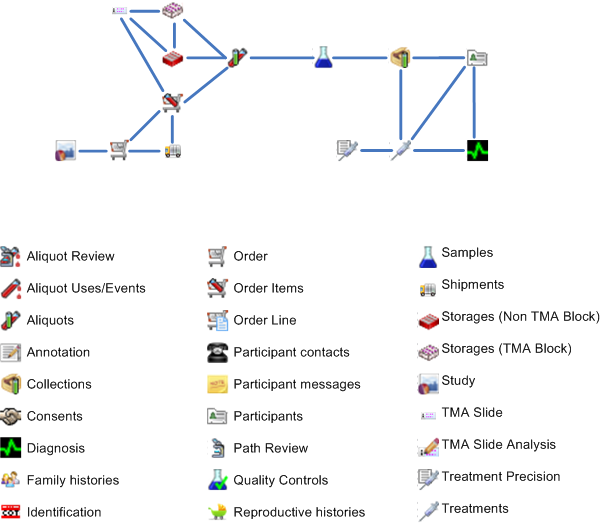 Aliquot Review
Order
Samples
Aliquot Uses/Events
Order Items
Shipments
Aliquots
Order Line
Storages (Non TMA Block)
Annotation
Participant contacts
Storages (TMA Block)
Collections
Participant messages
Study
Consents
Participants
TMA Slide
Diagnosis
Path Review
TMA Slide Analysis
Family histories
Quality Controls
Treatment Precision
Identification
Reproductive histories
Treatments